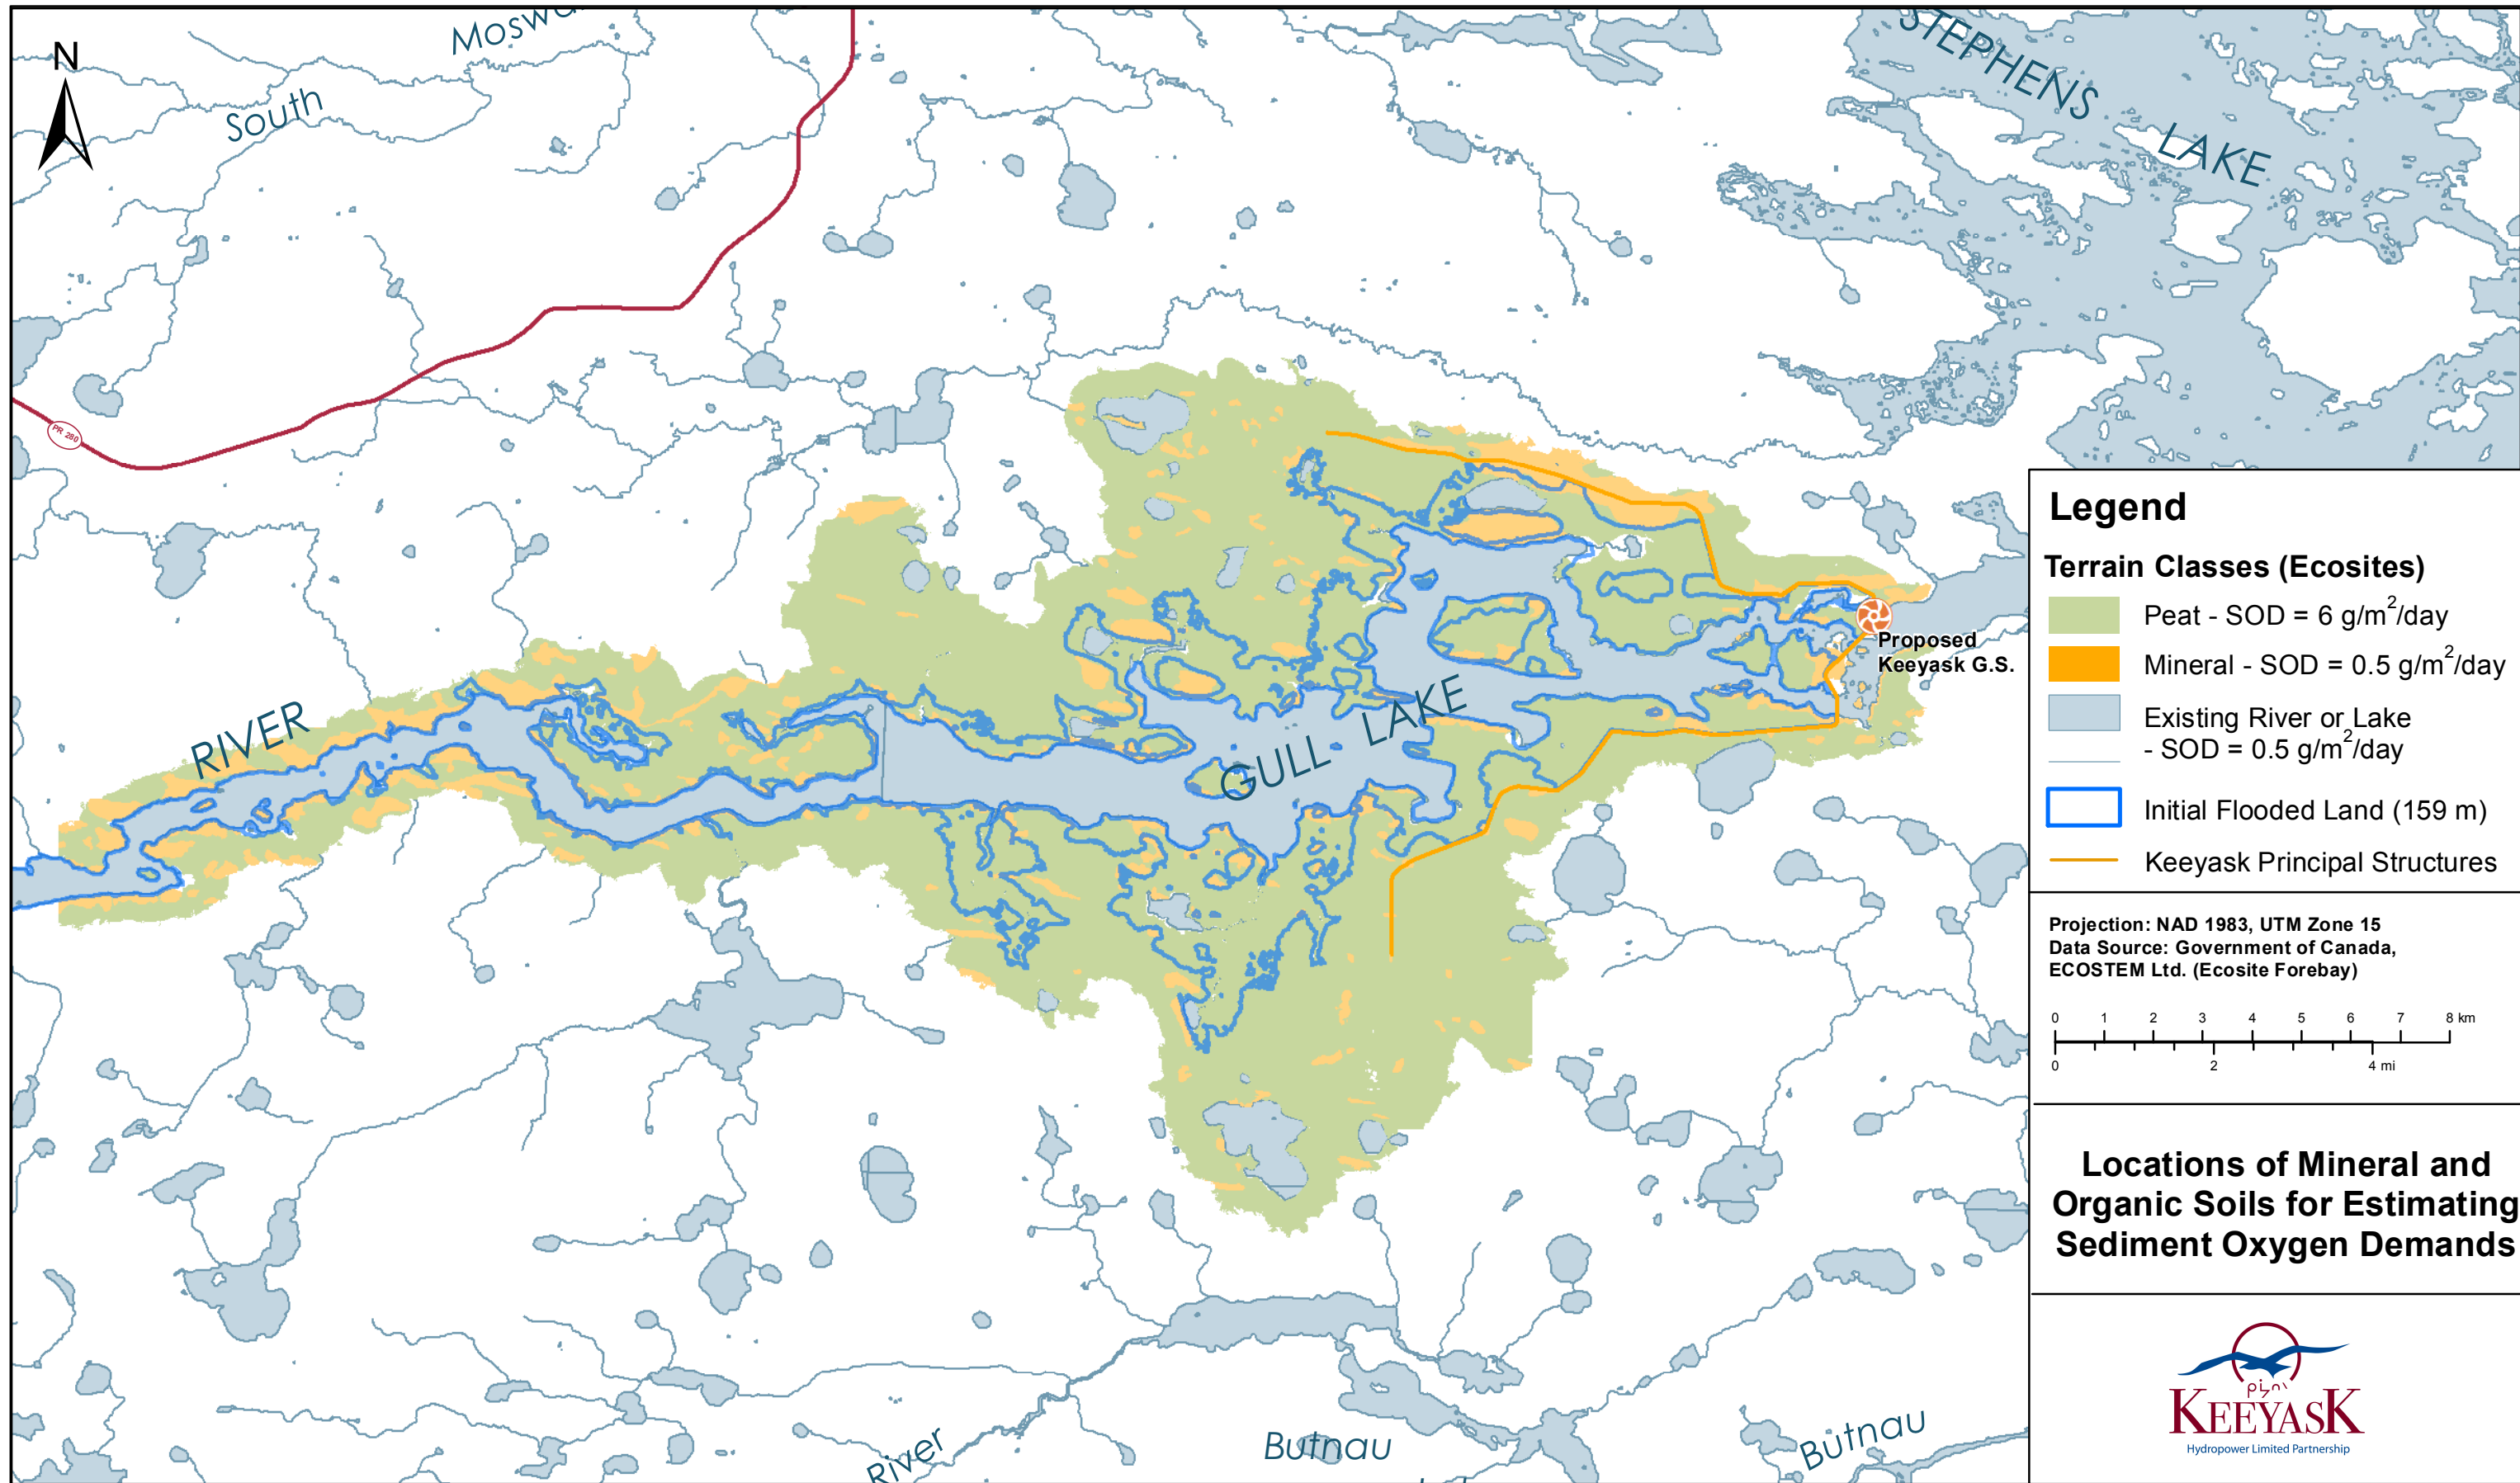 N
South
STEPHENS
LAKE
PR 280
RIVER
GULL LAKE
Proposed
Keeyask G.S.
River
Butnau
Butnau
Legend
Terrain Classes (Ecosites)
Peat - SOD = 6 g/m²/day
Mineral - SOD = 0.5 g/m²/day
Existing River or Lake
- SOD = 0.5 g/m²/day
Initial Flooded Land (159 m)
Keeyask Principal Structures
Projection: NAD 1983, UTM Zone 15
Data Source: Government of Canada,
ECOSTEM Ltd. (Ecosite Forebay)
0 1 2 3 4 5 6 7 8 km
0 2 4 mi
Locations of Mineral and
Organic Soils for Estimating
Sediment Oxygen Demands
KEEYASK
Hydropower Limited Partnership